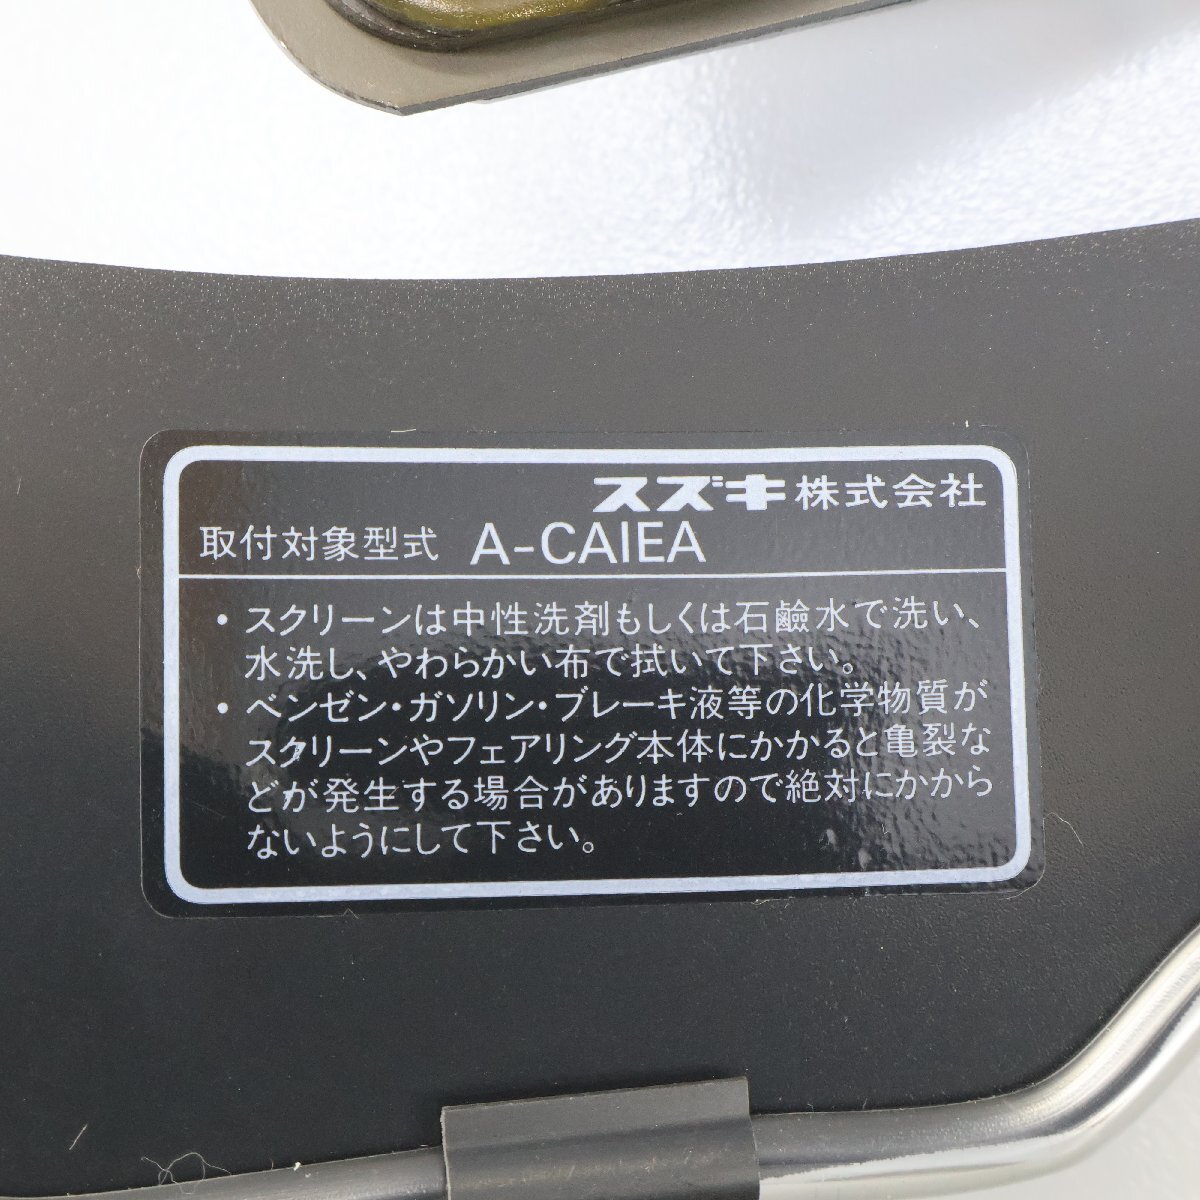 スズキ株式会社
取付対象型式 A-CA1EA
・スクリーンは中性洗剤もしくは石鹼水で洗い、
水洗し、やわらかい布で拭いて下さい。
・ベンゼン・ガソリン・ブレーキ液等の化学物質が
スクリーンやフェアリング本体にかかると亀裂な
どが発生する場合がありますので絶対にかから
ないようにして下さい。